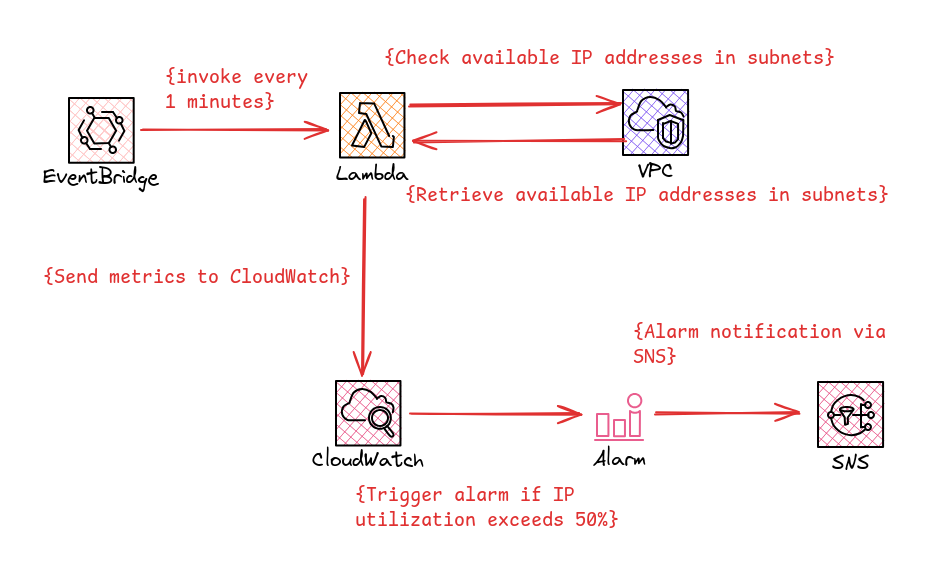 {Check available IP addresses in subnets}
{invoke every
1 minutes}
EventBridge
Lambda
VPC
{Retrieve available IP addresses in subnets}
{Send metrics to CloudWatch}
{Alarm notification via
SNS}
CloudWatch
Alarm
SNS
{Trigger alarm if IP
utilization exceeds 50%}